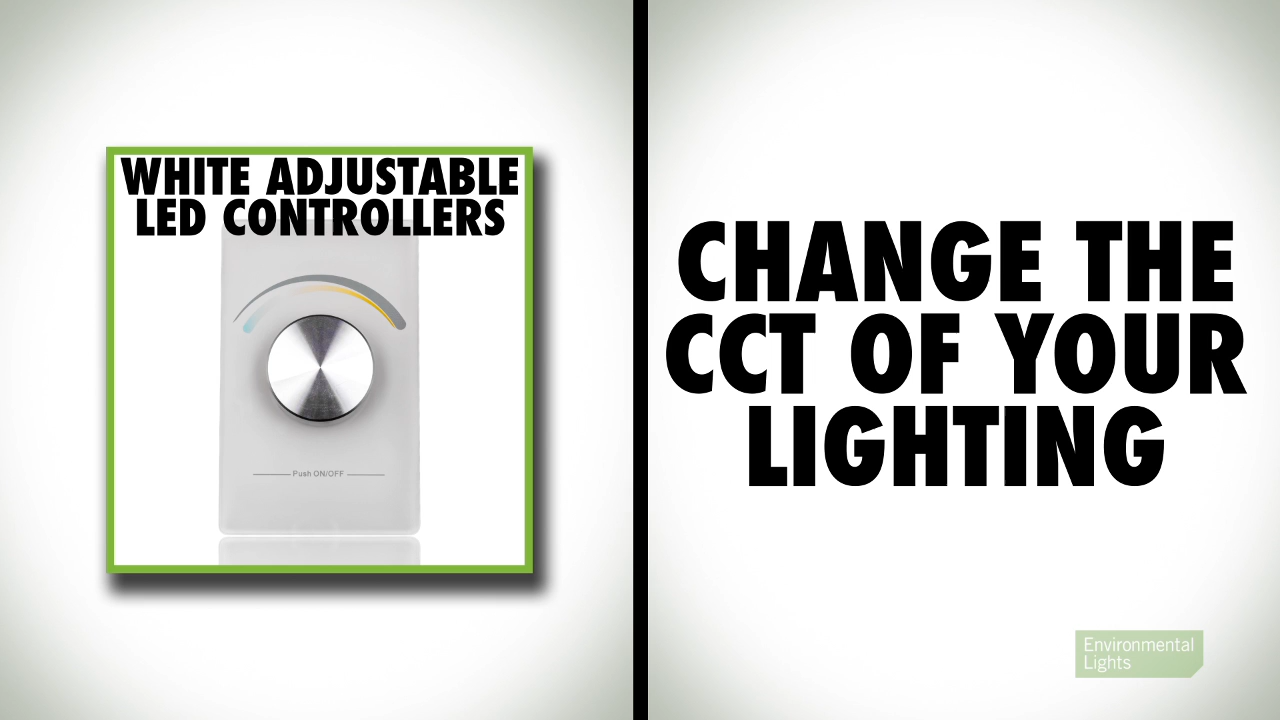 WHITE ADJUSTABLE
LED CONTROLLERS
Push ON/OFF
CHANGE THE
CCT OF YOUR
LIGHTING
Environmental
Lights